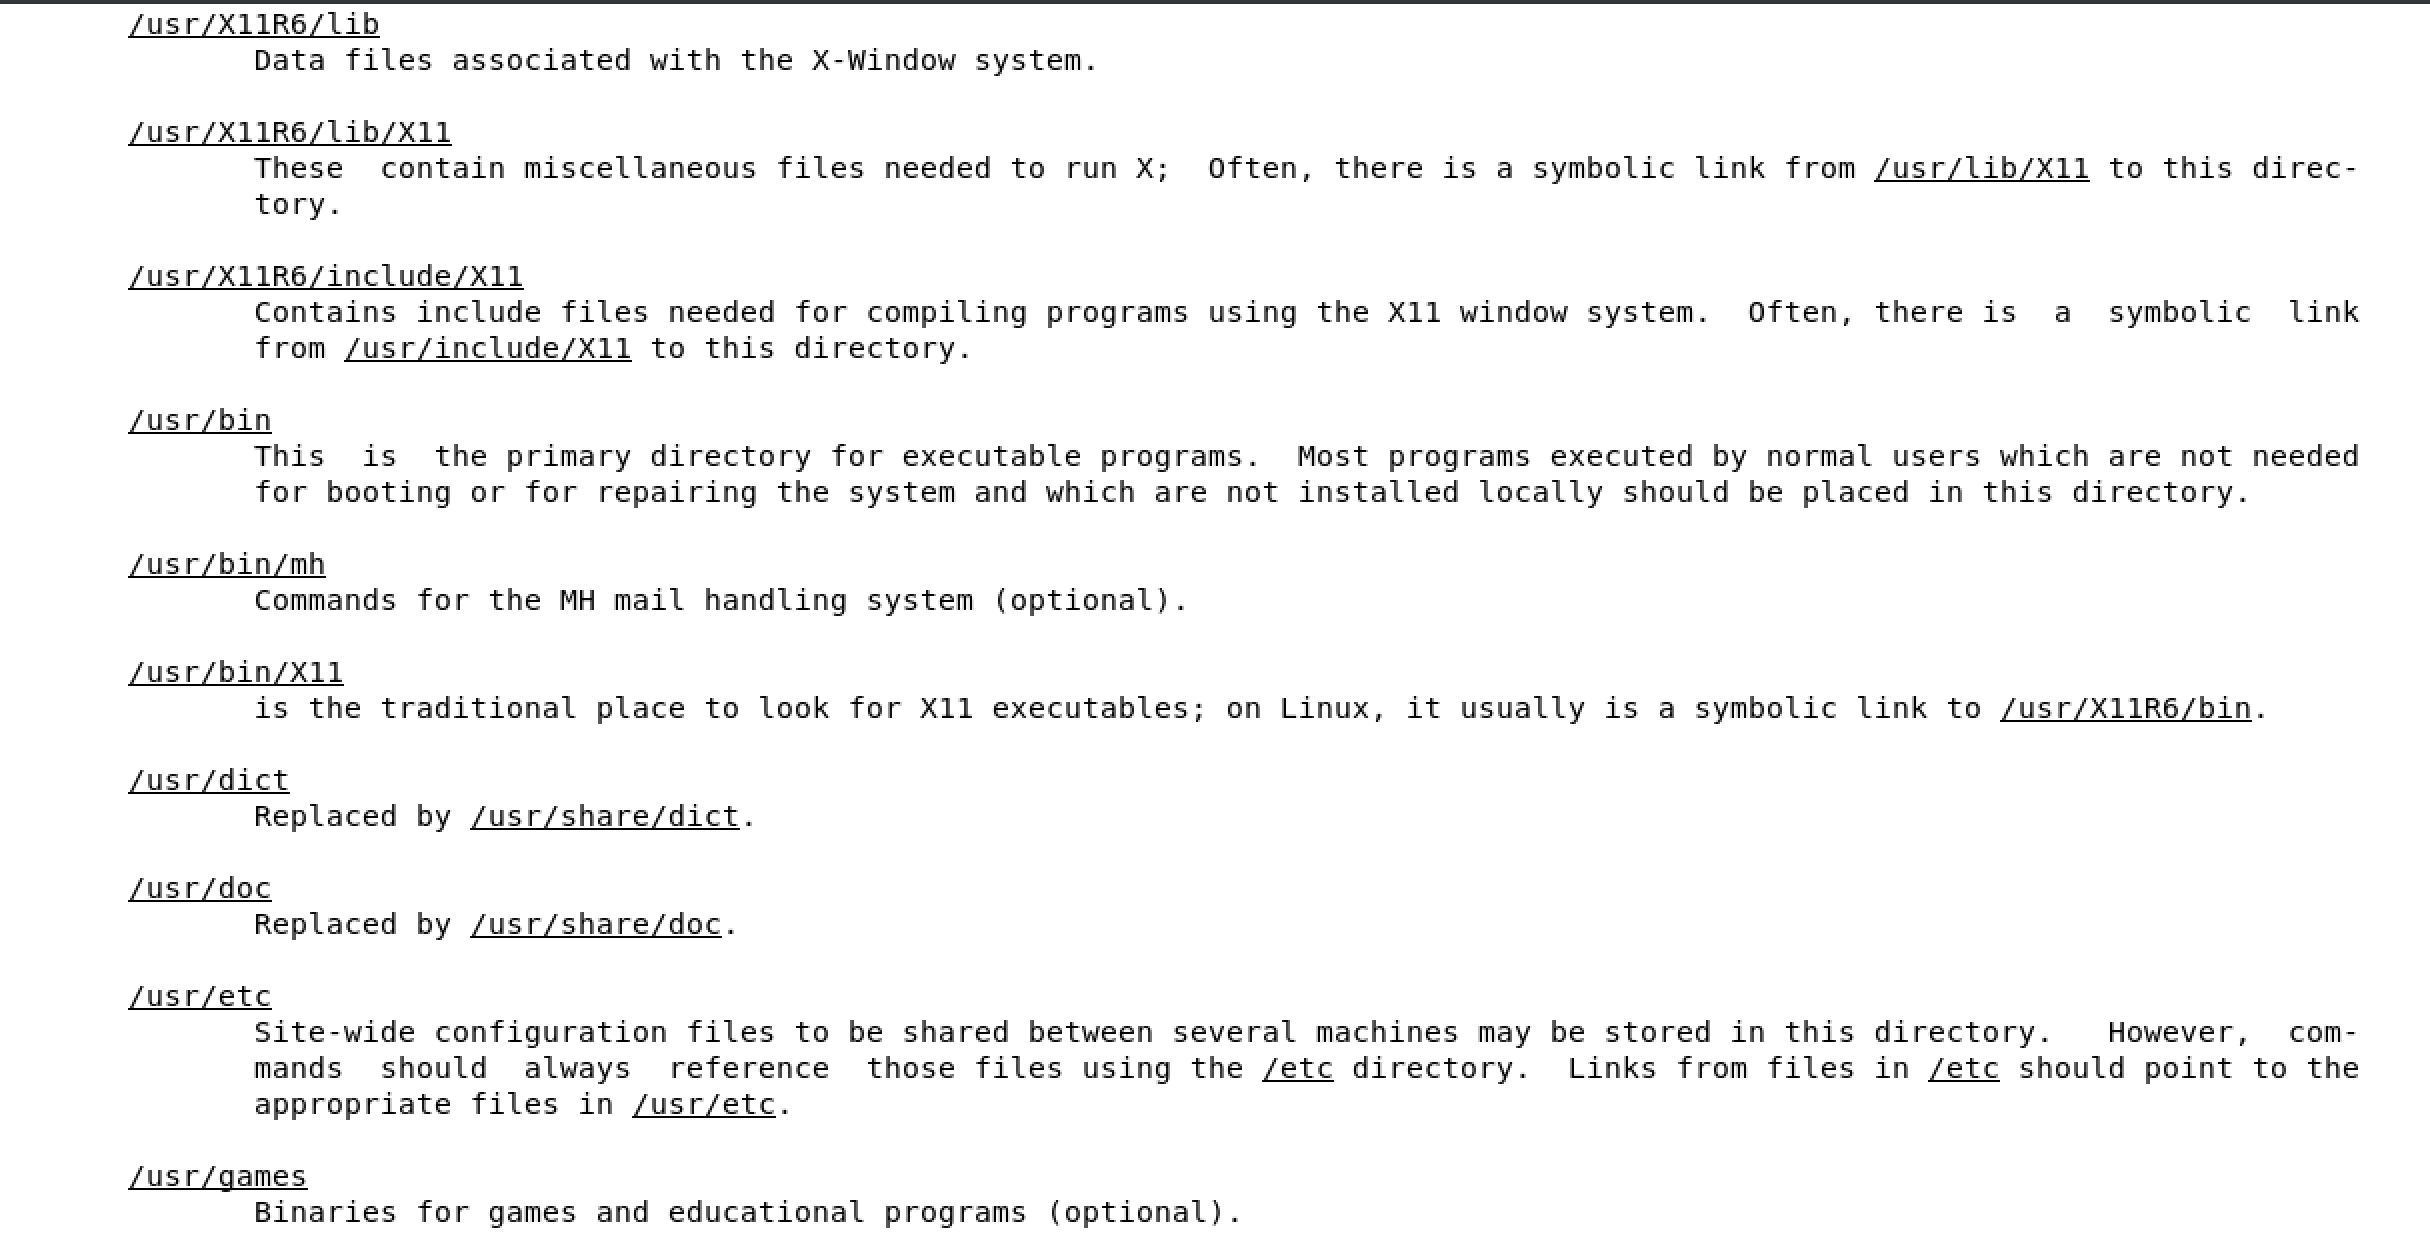 /usr/X11R6/lib
Data files associated with the X-Window system.
/usr/X11R6/lib/X11
These  contain miscellaneous files needed to run X;  Often, there is a symbolic link from /usr/lib/X11 to this direc-
tory.
/usr/X11R6/include/X11
Contains include files needed for compiling programs using the X11 window system.  Often, there is  a  symbolic  link
from /usr/include/X11 to this directory.
/usr/bin
This  is  the primary directory for executable programs.  Most programs executed by normal users which are not needed
for booting or for repairing the system and which are not installed locally should be placed in this directory.
/usr/bin/mh
Commands for the MH mail handling system (optional).
/usr/bin/X11
is the traditional place to look for X11 executables; on Linux, it usually is a symbolic link to /usr/X11R6/bin.
/usr/dict
Replaced by /usr/share/dict.
/usr/doc
Replaced by /usr/share/doc.
/usr/etc
Site-wide configuration files to be shared between several machines may be stored in this directory.   However,  com-
mands  should  always  reference  those files using the /etc directory.  Links from files in /etc should point to the
appropriate files in /usr/etc.
/usr/games
Binaries for games and educational programs (optional).